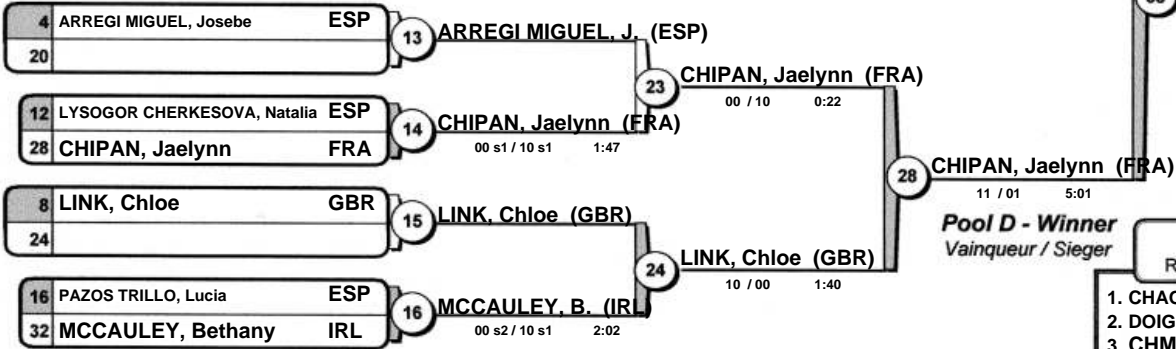 4 ARREGI MIGUEL, Josebe ESP
20
13 ARREGI MIGUEL, J. (ESP)
12 LYSOGOR CHERKESOVA, Natalia ESP
28 CHIPAN, Jaelynn FRA
14 CHIPAN, Jaelynn (FRA)
00 s1 / 10 s1 1:47
23 CHIPAN, Jaelynn (FRA)
00 / 10 0:22
8 LINK, Chloe GBR
24
15 LINK, Chloe (GBR)
16 PAZOS TRILLO, Lucia ESP
32 MCCAULEY, Bethany IRL
16 MCCAULEY, B. (IRL)
00 s2 / 10 s1 2:02
24 LINK, Chloe (GBR)
10 / 00 1:40
28 CHIPAN, Jaelynn (FRA)
11 / 01 5:01
Pool D - Winner
Vainqueur / Sieger
R
1. CHAC
2. DOIG
3. CHM